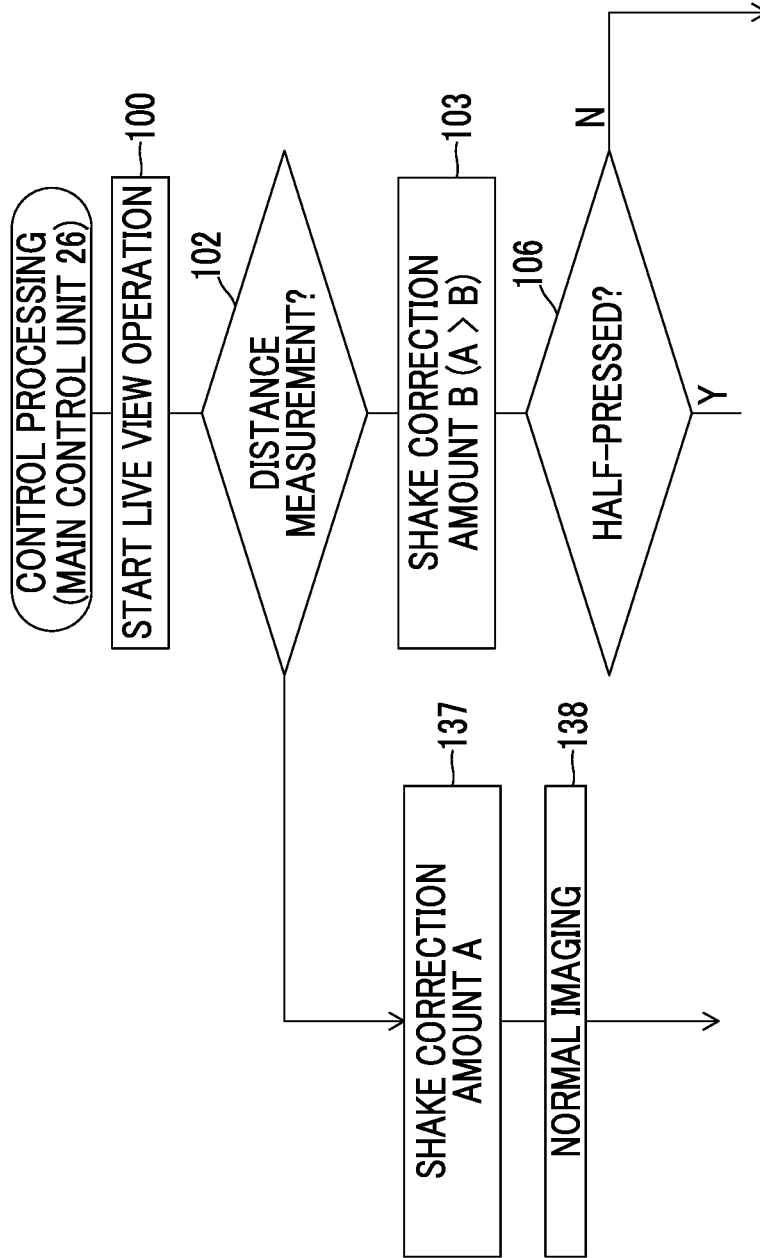 CONTROL PROCESSING
(MAIN CONTROL UNIT 26)
START LIVE VIEW OPERATION
100
102
DISTANCE
MEASUREMENT?
SHAKE CORRECTION
AMOUNT B (A > B)
103
106
HALF-PRESSED?
N
Y
SHAKE CORRECTION
AMOUNT A
137
NORMAL IMAGING
138